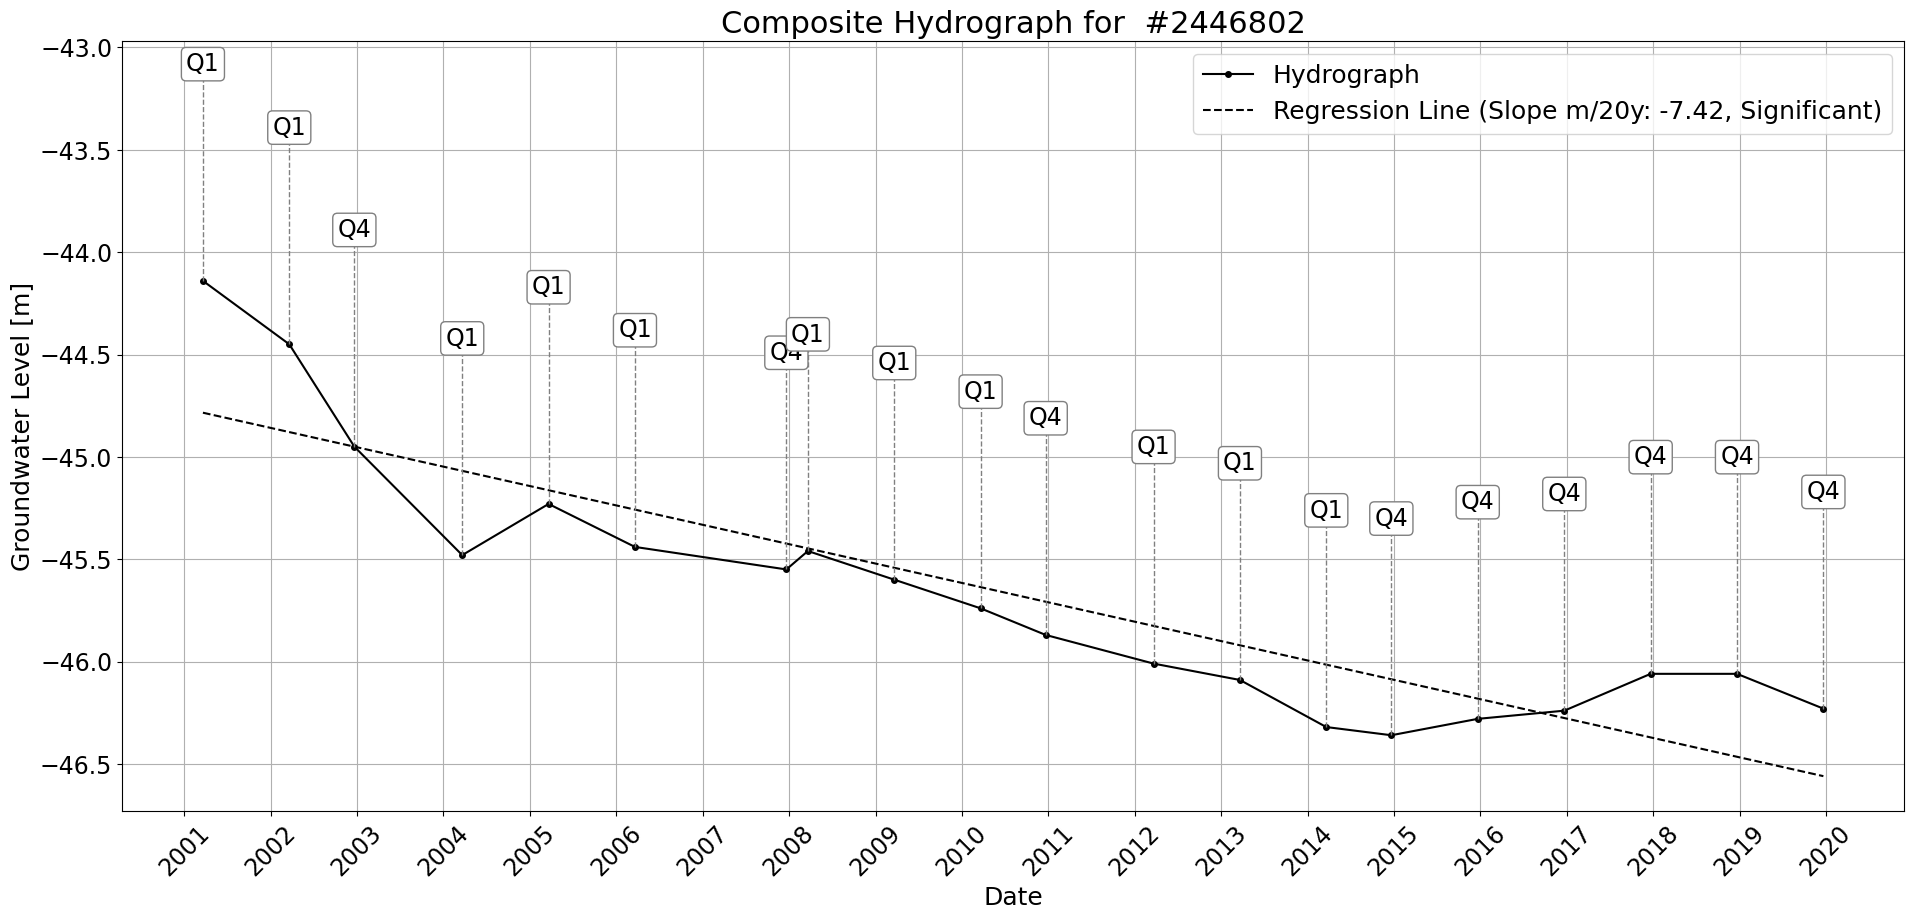 Composite Hydrograph for #2446802
Hydrograph
Regression Line (Slope m/20y: -7.42, Significant)
Groundwater Level [m]
−43.0
−43.5
−44.0
−44.5
−45.0
−45.5
−46.0
−46.5
Q1
Q1
Q4
Q1
Q1
Q1
Q4
Q1
Q1
Q1
Q4
Q1
Q1
Q1
Q4
Q4
Q4
Q4
Q4
Q4
2001
2002
2003
2004
2005
2006
2007
2008
2009
2010
2011
2012
2013
2014
2015
2016
2017
2018
2019
2020
Date